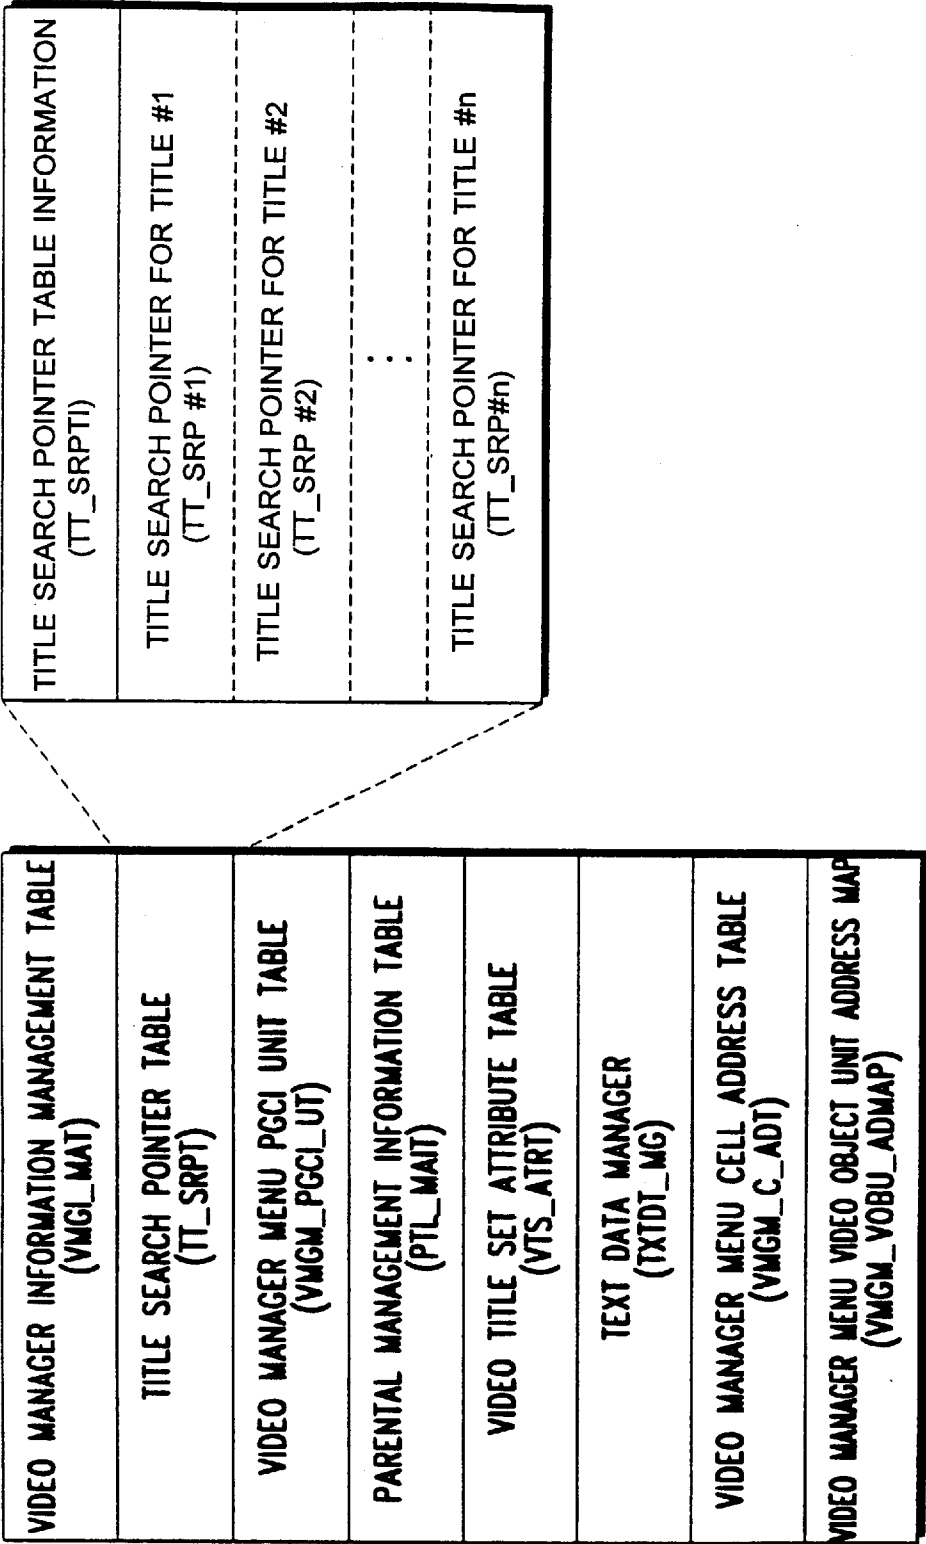 VIDEO MANAGER INFORMATION MANAGEMENT TABLE
(VMGI_MAT)
TITLE SEARCH POINTER TABLE
(TT_SRPT)
VIDEO MANAGER MENU PGCI UNIT TABLE
(VMGM_PGCI_UT)
PARENTAL MANAGEMENT INFORMATION TABLE
(PTL_MAIT)
VIDEO TITLE SET ATTRIBUTE TABLE
(VTS_ATRT)
TEXT DATA MANAGER
(TXTDT_MG)
VIDEO MANAGER MENU CELL ADDRESS TABLE
(VMGM_C_ADT)
VIDEO MANAGER MENU VIDEO OBJECT UNIT ADDRESS MAP
(VMGM_VOBU_ADMAP)
TITLE SEARCH POINTER TABLE INFORMATION
(TT_SRPTI)
TITLE SEARCH POINTER FOR TITLE #1
(TT_SRP #1)
TITLE SEARCH POINTER FOR TITLE #2
(TT_SRP #2)
⋮
TITLE SEARCH POINTER FOR TITLE #n
(TT_SRP#n)